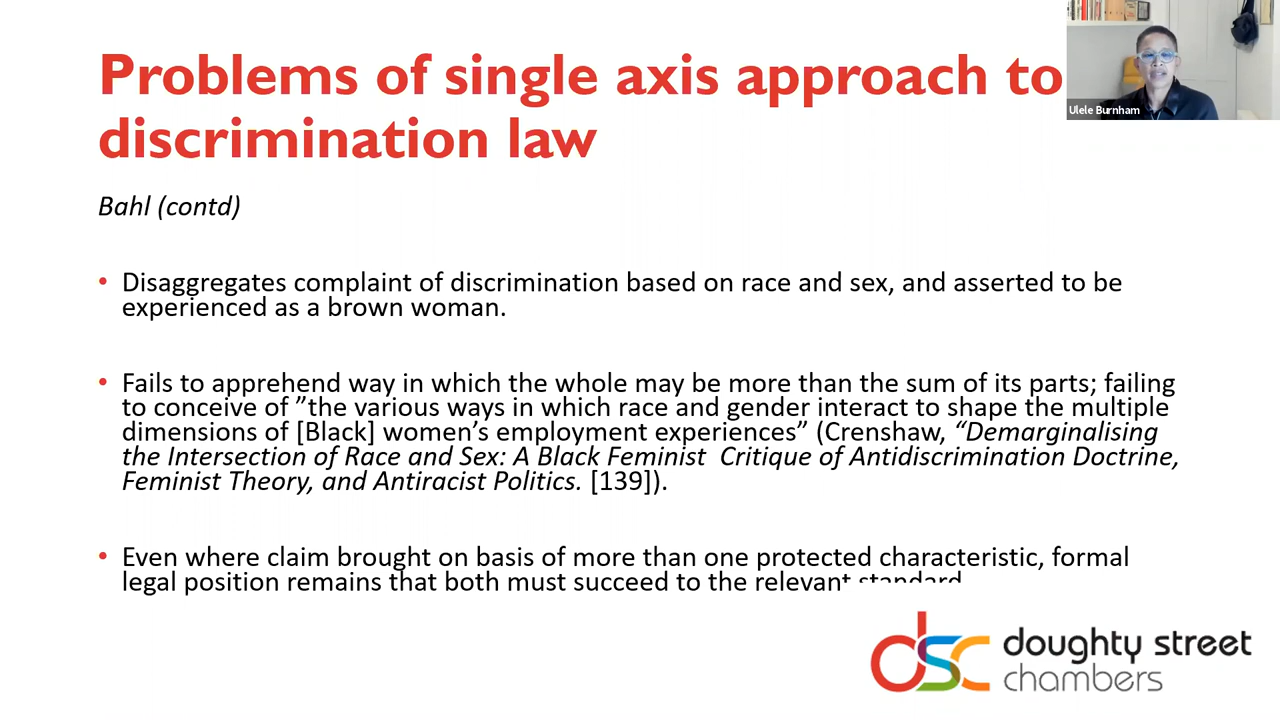 Problems of single axis approach to
discrimination law
Ulele Burnham
Bahl (contd)
• Disaggregates complaint of discrimination based on race and sex, and asserted to be
experienced as a brown woman.
• Fails to apprehend way in which the whole may be more than the sum of its parts; failing
to conceive of ”the various ways in which race and gender interact to shape the multiple
dimensions of [Black] women’s employment experiences” (Crenshaw, “Demarginalising
the Intersection of Race and Sex: A Black Feminist  Critique of Antidiscrimination Doctrine,
Feminist Theory, and Antiracist Politics. [139]).
• Even where claim brought on basis of more than one protected characteristic, formal
legal position remains that both must succeed to the relevant standard
dsc doughty street
chambers